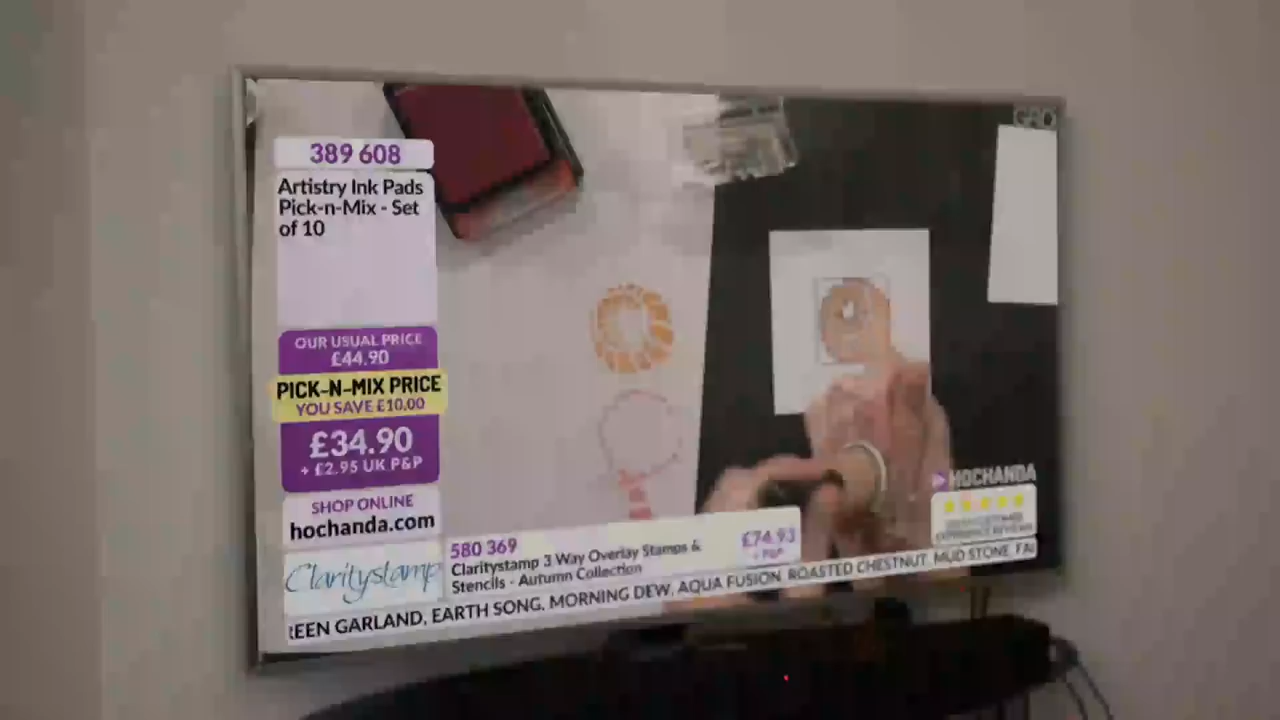 389 608
Artistry Ink Pads
Pick-n-Mix - Set
of 10
OUR USUAL PRICE
£44.90
PICK-N-MIX PRICE
YOU SAVE £10.00
£34.90
+ £2.95 UK P&P
SHOP ONLINE
hochanda.com
Claritystamp
580 369
Claritystamp 3 Way Overlay Stamps &
Stencils - Autumn Collection
£74.93
+ P&P
HOCHANDA
REEN GARLAND, EARTH SONG, MORNING DEW, AQUA FUSION, ROASTED CHESTNUT, MUD STONE, FAI